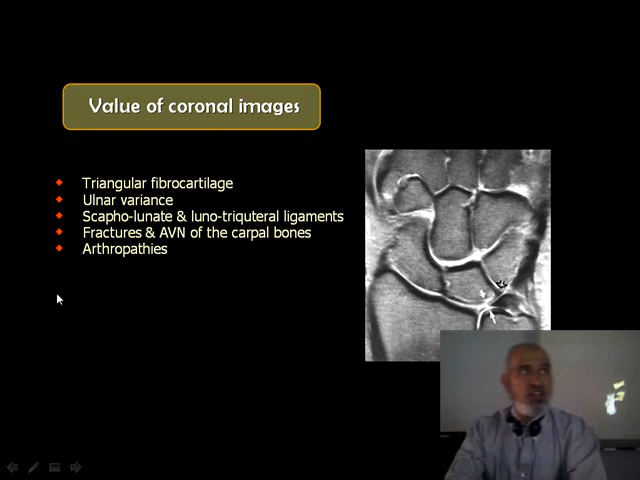 Value of coronal images
Triangular fibrocartilage
Ulnar variance
Scapho-lunate & luno-triquteral ligaments
Fractures & AVN of the carpal bones
Arthropathies